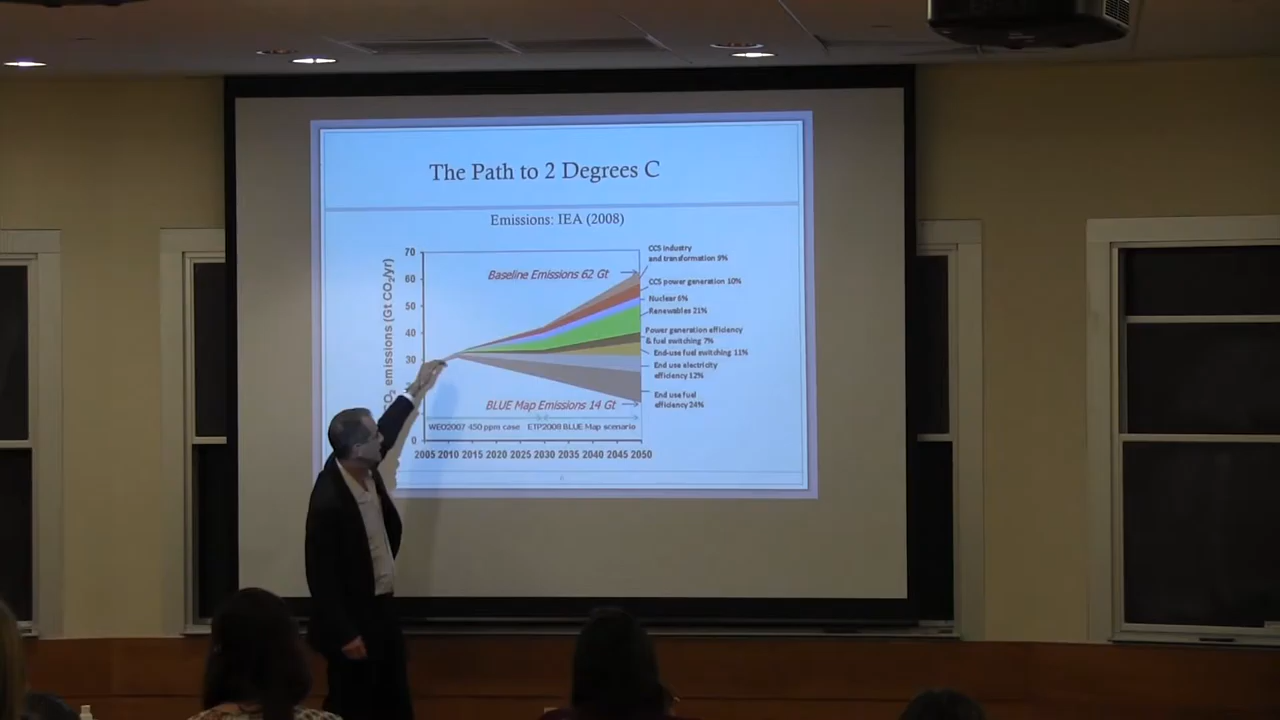 The Path to 2 Degrees C
Emissions: IEA (2008)
CO₂ emissions (Gt CO₂/yr)
70
60
50
40
30
0
Baseline Emissions 62 Gt
BLUE Map Emissions 14 Gt
WEO2007 450 ppm case
ETP2008 BLUE Map scenario
2005 2010 2015 2020 2025 2030 2035 2040 2045 2050
CCS industry
and transformation 9%
CCS power generation 10%
Nuclear 6%
Renewables 21%
Power generation efficiency
& fuel switching 7%
End-use fuel switching 11%
End use electricity
efficiency 12%
End use fuel
efficiency 24%